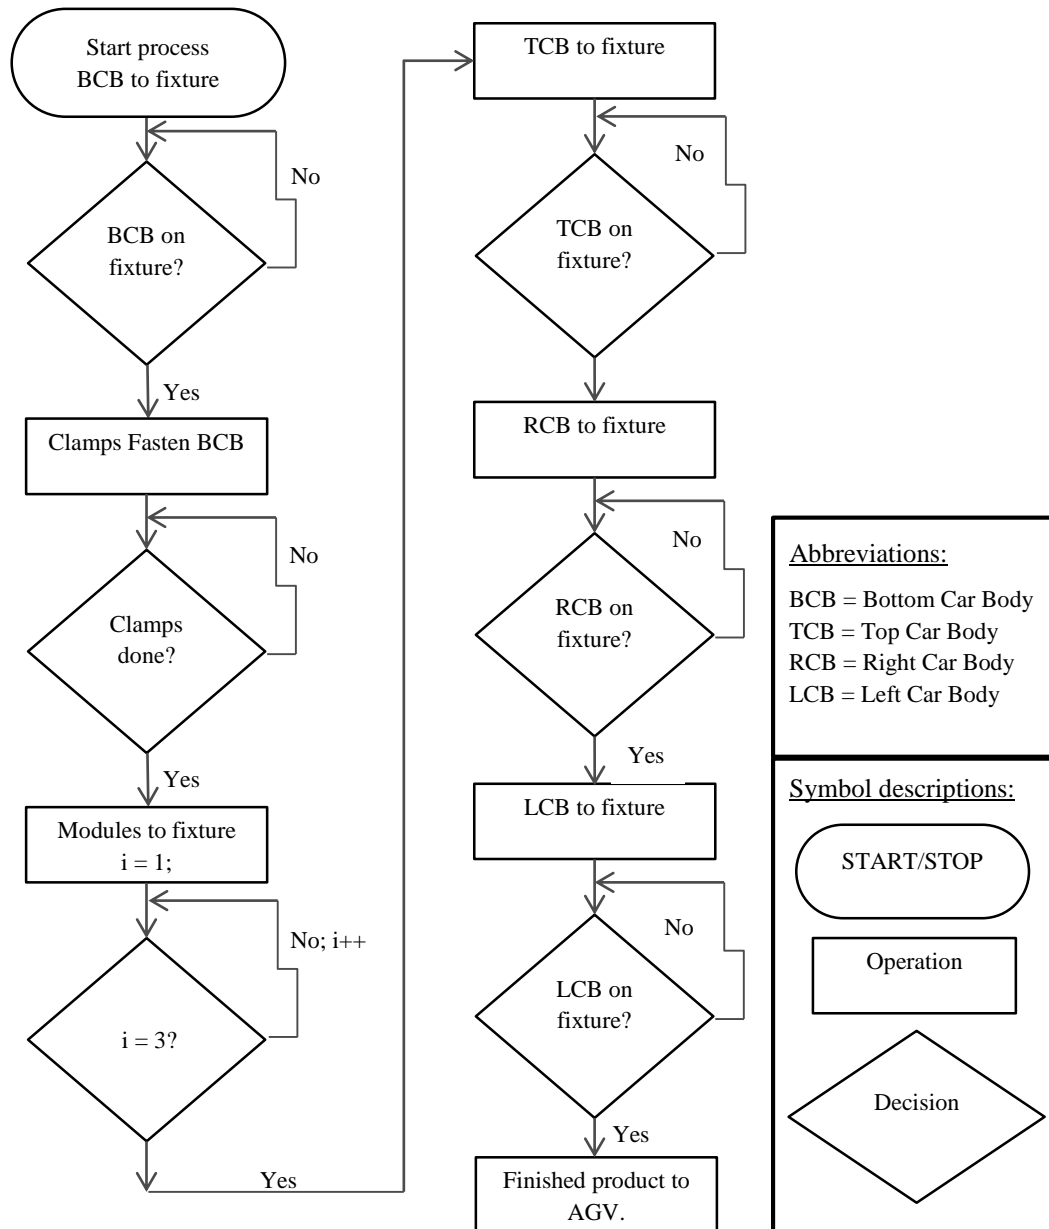 Start process
BCB to fixture
No
BCB on
fixture?
Yes
Clamps Fasten BCB
No
Clamps
done?
Yes
Modules to fixture
i = 1;
No; i++
i = 3?
Yes
TCB to fixture
No
TCB on
fixture?
RCB to fixture
No
RCB on
fixture?
Yes
LCB to fixture
No
LCB on
fixture?
Yes
Finished product to
AGV.
Abbreviations:
BCB = Bottom Car Body
TCB = Top Car Body
RCB = Right Car Body
LCB = Left Car Body
Symbol descriptions:
START/STOP
Operation
Decision